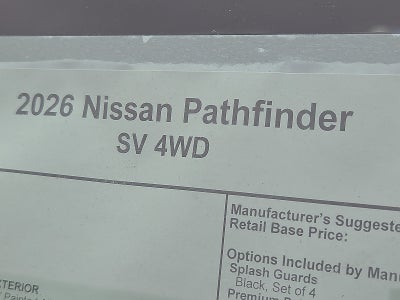 2026 Nissan Pathfinder
SV 4WD
Manufacturer's Suggeste
Retail Base Price:
Options Included by Man
Splash Guards
Black, Set of 4
TERIOR